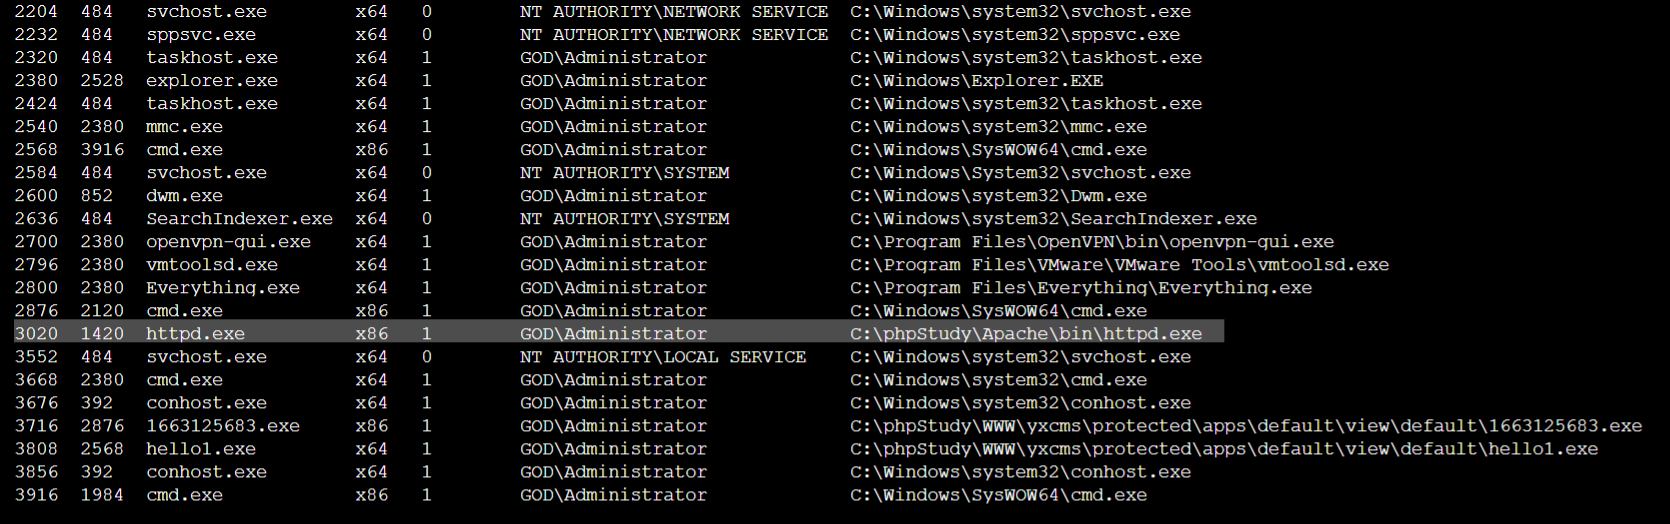 2204 484 svchost.exe x64 0 NT AUTHORITY\NETWORK SERVICE C:\Windows\system32\svchost.exe
2232 484 sppsvc.exe x64 0 NT AUTHORITY\NETWORK SERVICE C:\Windows\system32\sppsvc.exe
2320 484 taskhost.exe x64 1 GOD\Administrator C:\Windows\system32\taskhost.exe
2380 2528 explorer.exe x64 1 GOD\Administrator C:\Windows\Explorer.EXE
2424 484 taskhost.exe x64 1 GOD\Administrator C:\Windows\system32\taskhost.exe
2540 2380 mmc.exe x64 1 GOD\Administrator C:\Windows\system32\mmc.exe
2568 3916 cmd.exe x86 1 GOD\Administrator C:\Windows\SysWOW64\cmd.exe
2584 484 svchost.exe x64 0 NT AUTHORITY\SYSTEM C:\Windows\System32\svchost.exe
2600 852 dwm.exe x64 1 GOD\Administrator C:\Windows\system32\Dwm.exe
2636 484 SearchIndexer.exe x64 0 NT AUTHORITY\SYSTEM C:\Windows\system32\SearchIndexer.exe
2700 2380 openvpn-gui.exe x64 1 GOD\Administrator C:\Program Files\OpenVPN\bin\openvpn-gui.exe
2796 2380 vmtoolsd.exe x64 1 GOD\Administrator C:\Program Files\VMware\VMware Tools\vmtoolsd.exe
2800 2380 Everything.exe x64 1 GOD\Administrator C:\Program Files\Everything\Everything.exe
2876 2120 cmd.exe x86 1 GOD\Administrator C:\Windows\SysWOW64\cmd.exe
3020 1420 httpd.exe x86 1 GOD\Administrator C:\phpStudy\Apache\bin\httpd.exe
3552 484 svchost.exe x64 0 NT AUTHORITY\LOCAL SERVICE C:\Windows\system32\svchost.exe
3668 2380 cmd.exe x64 1 GOD\Administrator C:\Windows\system32\cmd.exe
3676 392 conhost.exe x64 1 GOD\Administrator C:\Windows\system32\conhost.exe
3716 2876 1663125683.exe x86 1 GOD\Administrator C:\phpStudy\WWW\yxcms\protected\apps\default\view\default\1663125683.exe
3808 2568 hello1.exe x64 1 GOD\Administrator C:\phpStudy\WWW\yxcms\protected\apps\default\view\default\hello1.exe
3856 392 conhost.exe x64 1 GOD\Administrator C:\Windows\system32\conhost.exe
3916 1984 cmd.exe x86 1 GOD\Administrator C:\Windows\SysWOW64\cmd.exe